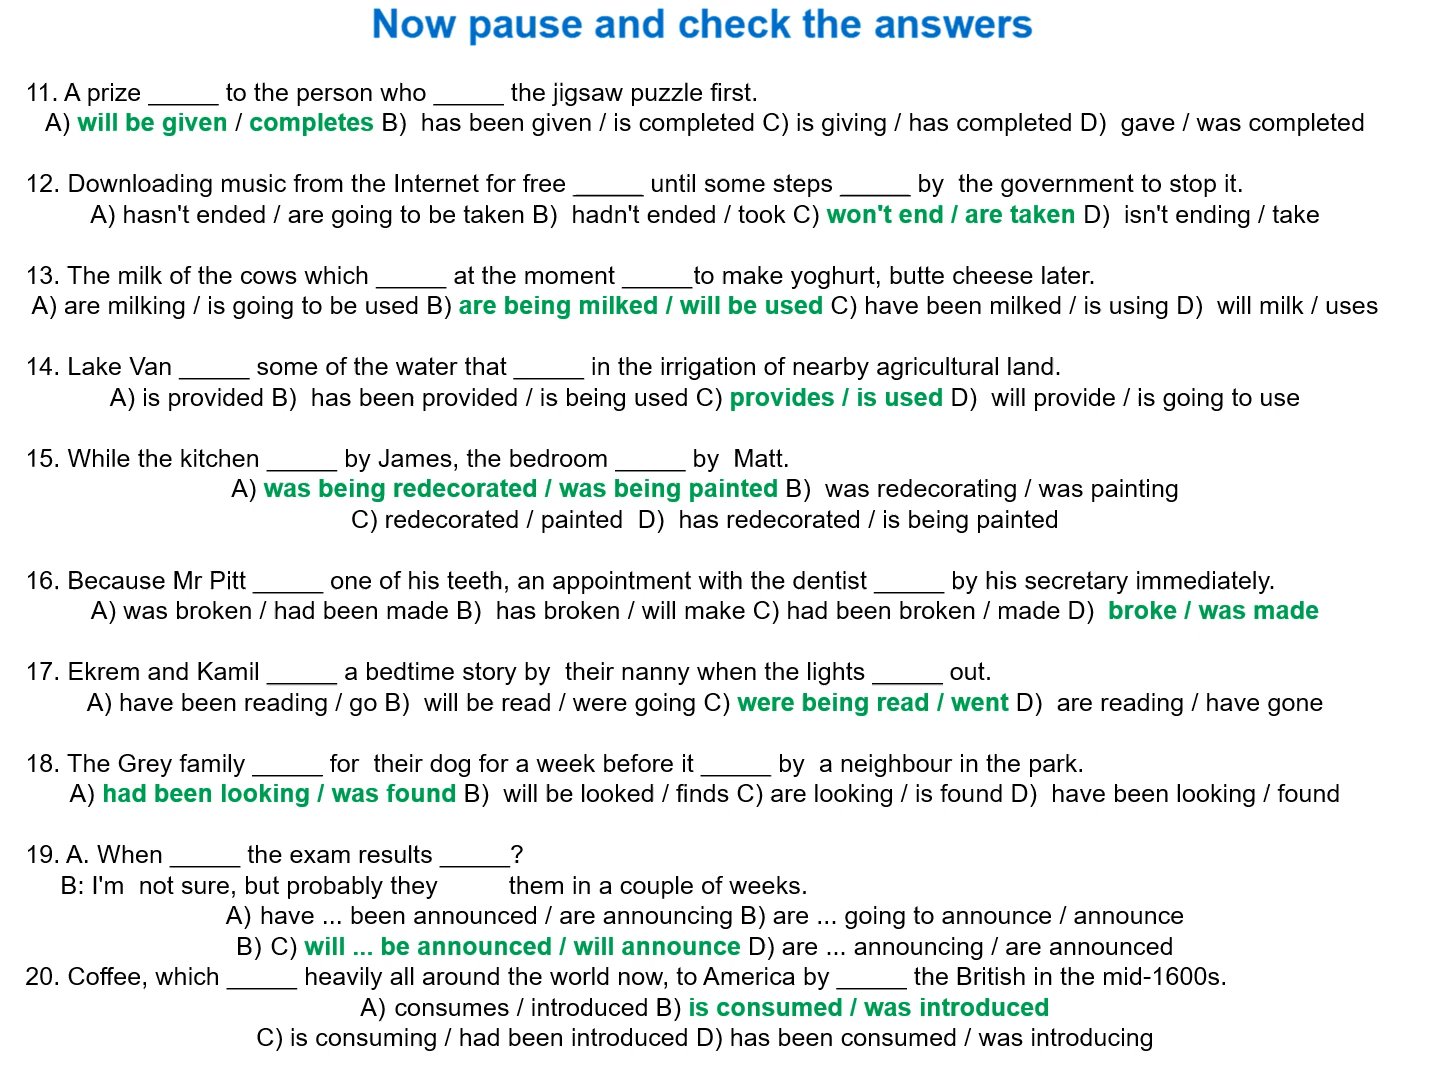 Now pause and check the answers
11. A prize _____ to the person who _____ the jigsaw puzzle first.
A) will be given / completes B) has been given / is completed C) is giving / has completed D) gave / was completed
12. Downloading music from the Internet for free _____ until some steps _____ by the government to stop it.
A) hasn't ended / are going to be taken B) hadn't ended / took C) won't end / are taken D) isn't ending / take
13. The milk of the cows which _____ at the moment _____to make yoghurt, butte cheese later.
A) are milking / is going to be used B) are being milked / will be used C) have been milked / is using D) will milk / uses
14. Lake Van _____ some of the water that _____ in the irrigation of nearby agricultural land.
A) is provided B) has been provided / is being used C) provides / is used D) will provide / is going to use
15. While the kitchen _____ by James, the bedroom _____ by Matt.
A) was being redecorated / was being painted B) was redecorating / was painting
C) redecorated / painted D) has redecorated / is being painted
16. Because Mr Pitt _____ one of his teeth, an appointment with the dentist _____ by his secretary immediately.
A) was broken / had been made B) has broken / will make C) had been broken / made D) broke / was made
17. Ekrem and Kamil _____ a bedtime story by their nanny when the lights _____ out.
A) have been reading / go B) will be read / were going C) were being read / went D) are reading / have gone
18. The Grey family _____ for their dog for a week before it _____ by a neighbour in the park.
A) had been looking / was found B) will be looked / finds C) are looking / is found D) have been looking / found
19. A. When _____ the exam results _____?
B: I'm not sure, but probably they them in a couple of weeks.
A) have ... been announced / are announcing B) are ... going to announce / announce
B) C) will ... be announced / will announce D) are ... announcing / are announced
20. Coffee, which _____ heavily all around the world now, to America by _____ the British in the mid-1600s.
A) consumes / introduced B) is consumed / was introduced
C) is consuming / had been introduced D) has been consumed / was introducing